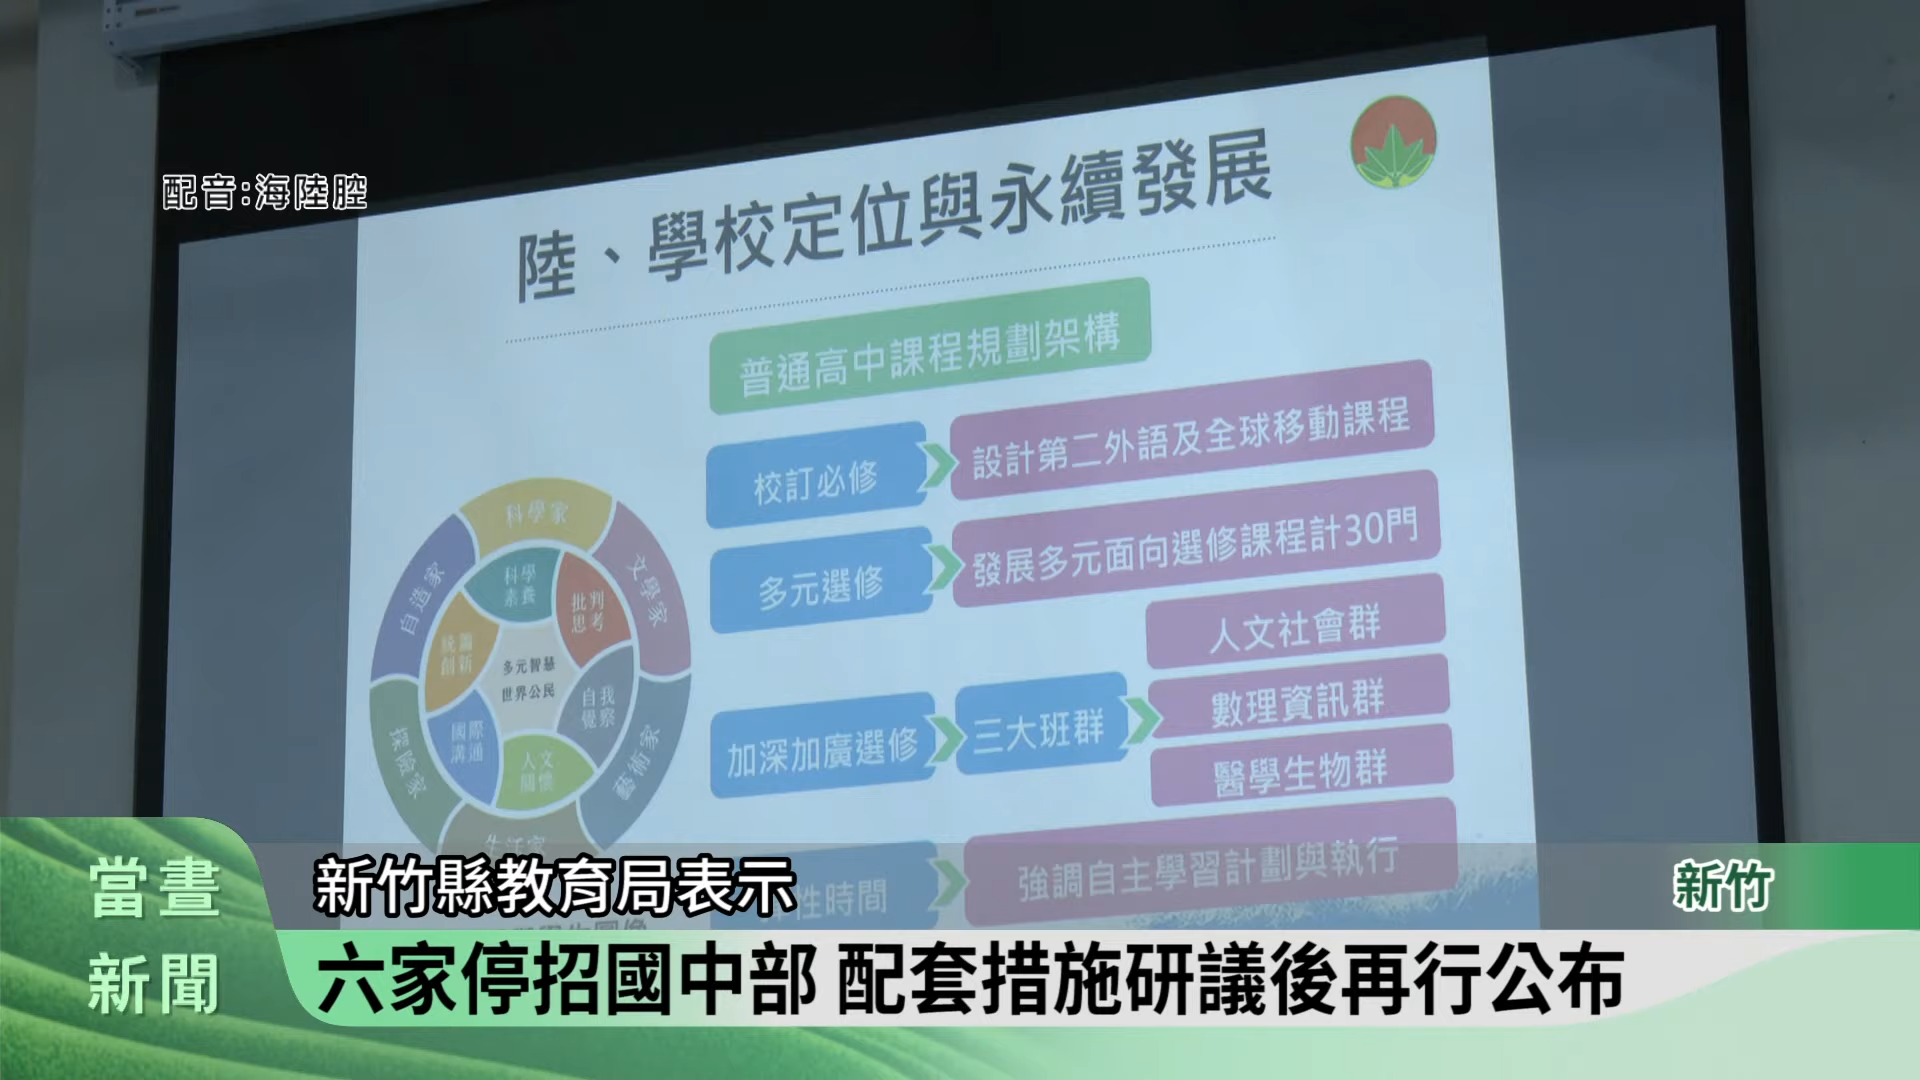 配音:海陸腔
陸、學校定位與永續發展
普通高中課程規劃架構
校訂必修
設計第二外語及全球移動課程
多元選修
發展多元面向選修課程計30門
加深加廣選修
三大班群
人文社會群
數理資訊群
醫學生物群
性時間
強調自主學習計劃與執行
科學家
文學家
藝術家
生活家
探險家
自造家
科學
素養
批判
思考
自我
覺察
人文
關懷
國際
溝通
統籌
創新
多元智慧
世界公民
當晝
新聞
新竹縣教育局表示
新竹
六家停招國中部 配套措施研議後再行公布